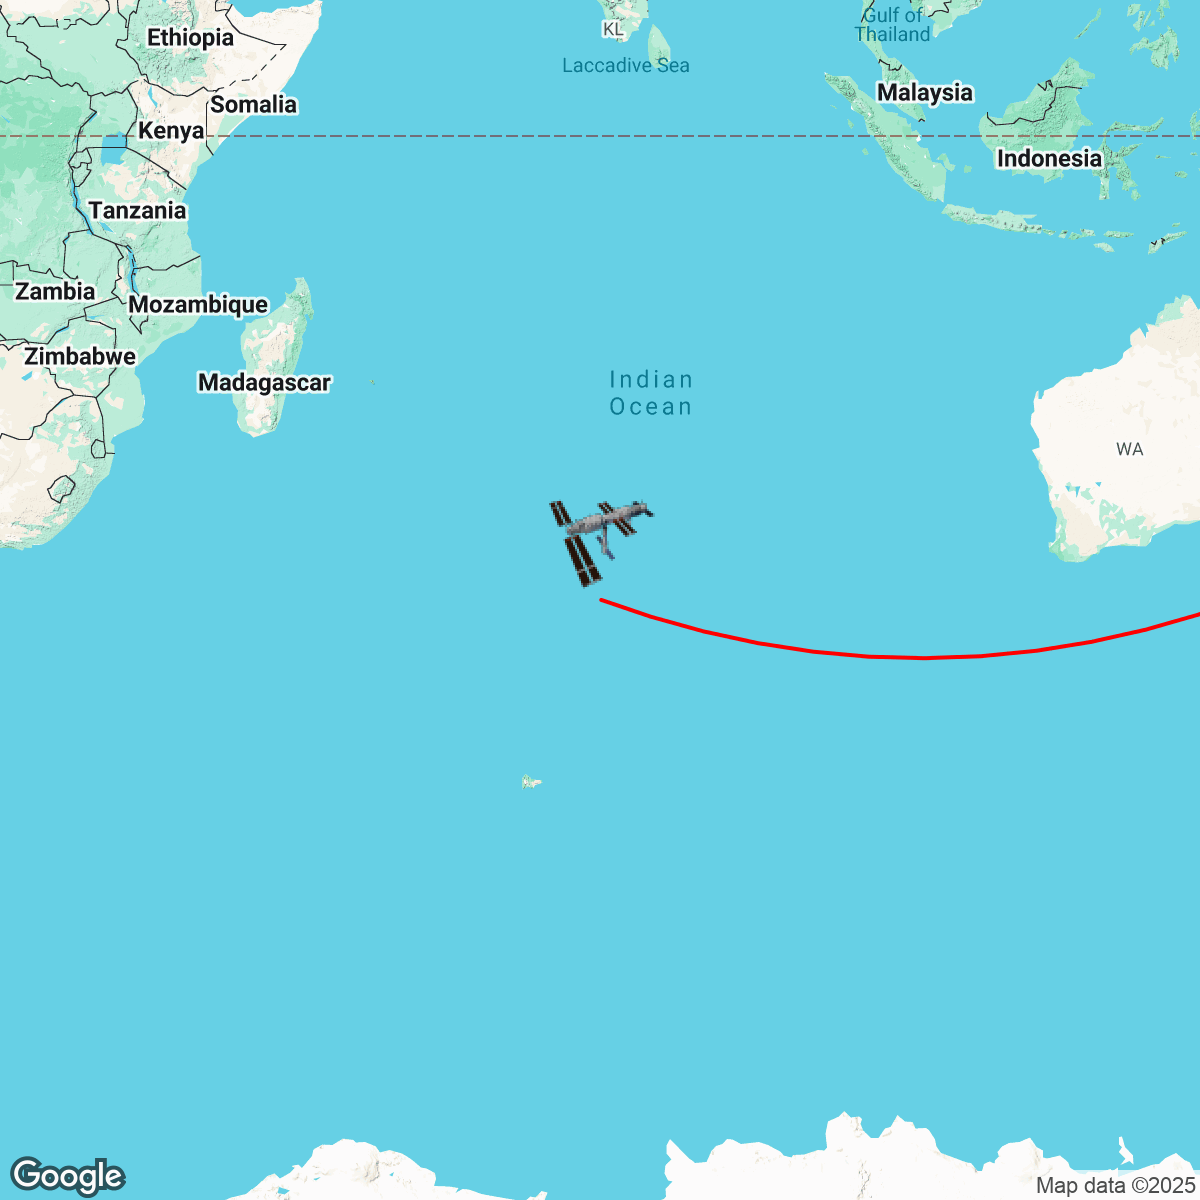 Ethiopia
KL
Gulf of
Thailand
Laccadive Sea
Malaysia
Somalia
Kenya
Indonesia
Tanzania
Zambia
Mozambique
Zimbabwe
Madagascar
Indian
Ocean
WA
Google
Map data ©2025